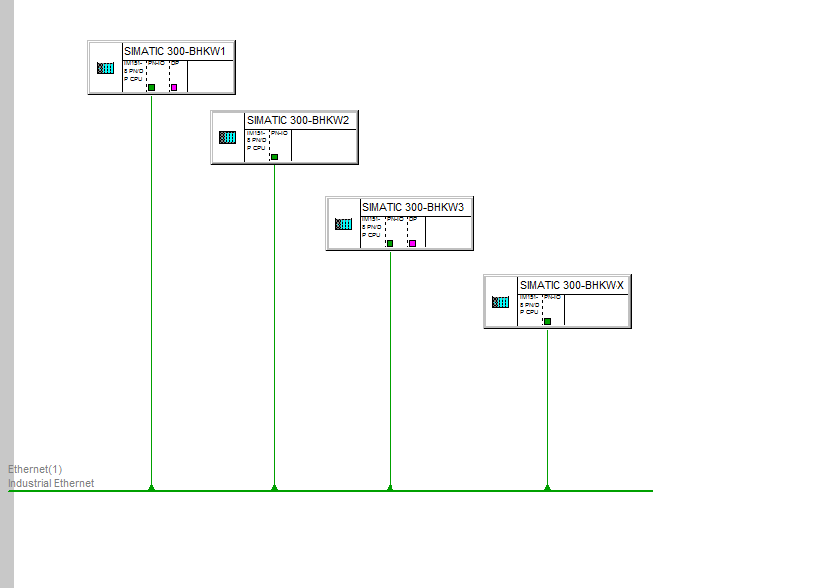 SIMATIC 300-BHKW1
IM151- PN-IO DP
8 PN/D
P CPU
SIMATIC 300-BHKW2
IM151- PN-IO
8 PN/D
P CPU
SIMATIC 300-BHKW3
IM151- PN-IO DP
8 PN/D
P CPU
SIMATIC 300-BHKWX
IM151- PN-IO
8 PN/D
P CPU
Ethernet(1)
Industrial Ethernet